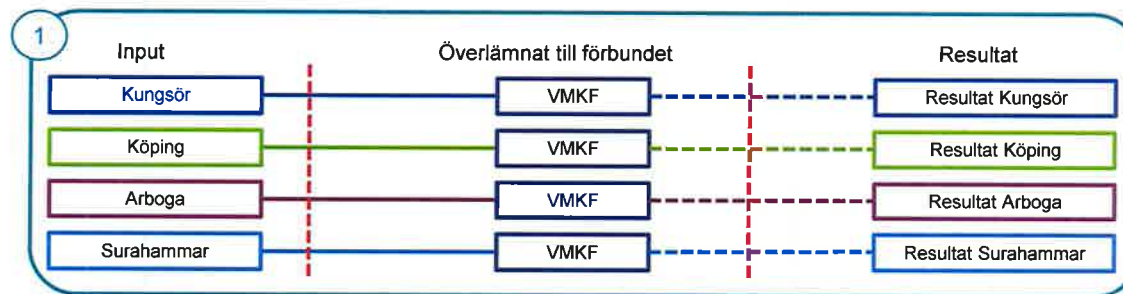 1
Input Överlämnat till förbundet Resultat
Kungsör VMKF Resultat Kungsör
Köping VMKF Resultat Köping
Arboga VMKF Resultat Arboga
Surahammar VMKF Resultat Surahammar